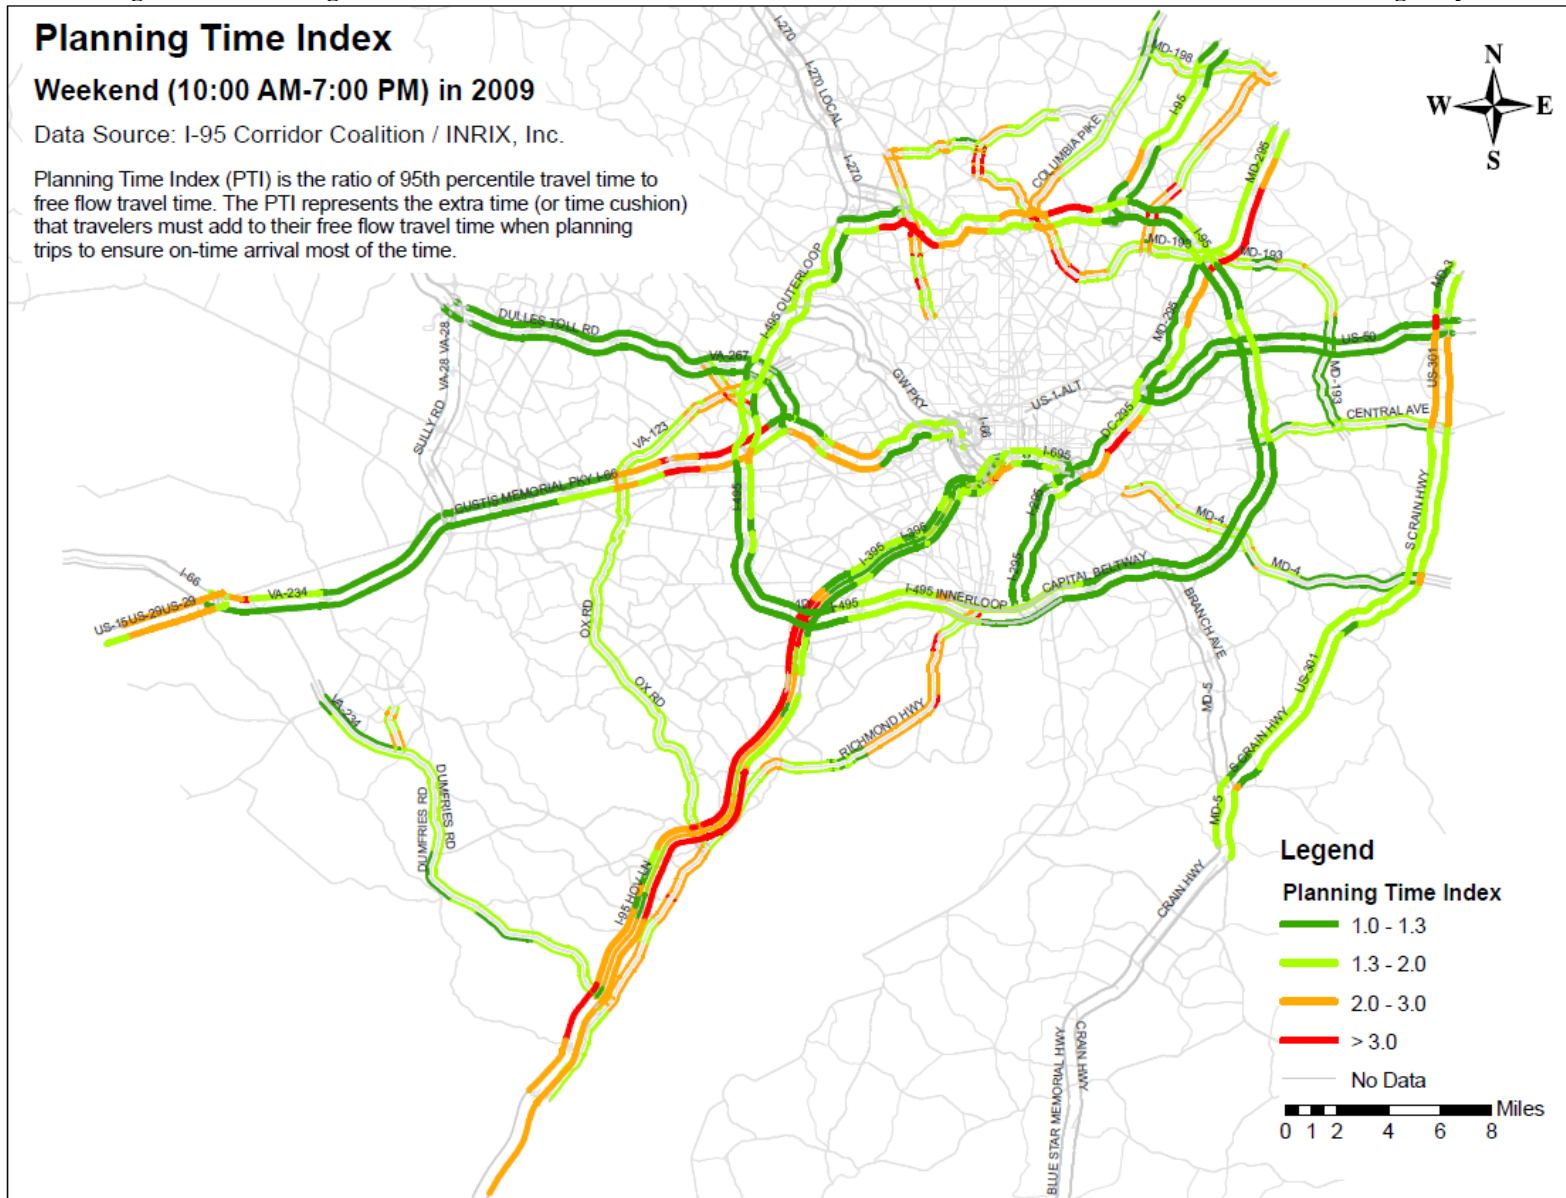 Planning Time Index
Weekend (10:00 AM-7:00 PM) in 2009
Data Source: I-95 Corridor Coalition / INRIX, Inc.
Planning Time Index (PTI) is the ratio of 95th percentile travel time to
free flow travel time. The PTI represents the extra time (or time cushion)
that travelers must add to their free flow travel time when planning
trips to ensure on-time arrival most of the time.
N
W
E
S
I-270
I-270 LOCAL
I-270
MD-198
I-95
COLUMBIA PIKE
MD-295
MD-193
I-95
MD-193
MD-3
I-495 OUTERLOOP
DULLES TOLL RD
VA-267
VA-28
VA-28
SULLY RD
MD-295
US-50
US-301
MD-193
CENTRAL AVE
GW PKY
US-1-ALT
I-66
DC-295
VA-123
I-695
CUSTIS MEMORIAL PKY I-66
I-495
I-295
I-395
I-395
MD-4
S CRAIN HWY
I-295
MD-4
CAPITAL BELTWAY
I-66
VA-234
US-15
US-29
US-29
I-495
I-495 INNERLOOP
OX RD
BRANCH AVE
US-301
OX RD
MD-5
VA-234
RICHMOND HWY
S CRAIN HWY
DUMFRIES RD
DUMFRIES RD
MD-5
I-95 HOV LN
CRAIN HWY
BLUE STAR MEMORIAL HWY
CRAIN HWY
Legend
Planning Time Index
1.0 - 1.3
1.3 - 2.0
2.0 - 3.0
> 3.0
No Data
Miles
0 1 2 4 6 8